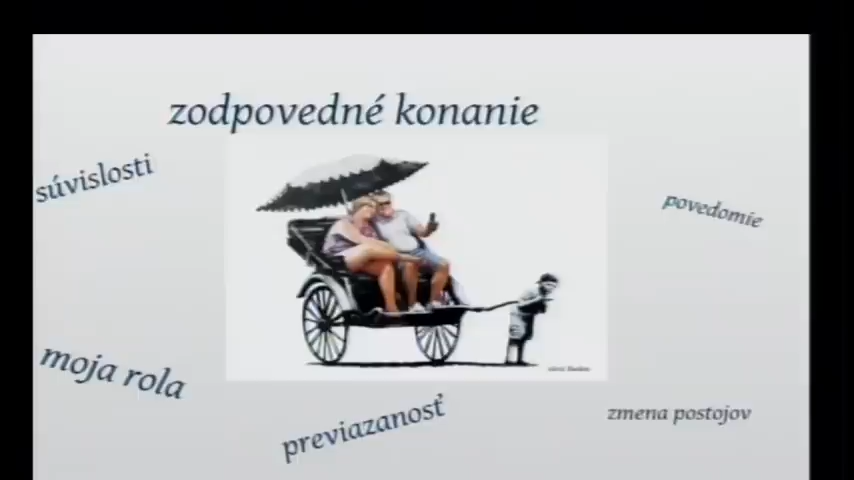 zodpovedné konanie
súvislosti
povedomie
moja rola
previazanosť
zmena postojov